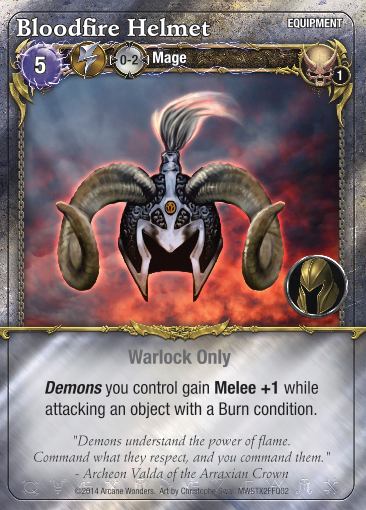 Bloodfire Helmet
EQUIPMENT
5
0-2
Mage
1
Warlock Only
Demons you control gain Melee +1 while
attacking an object with a Burn condition.
"Demons understand the power of flame.
Command what they respect, and you command them."
- Archeon Valda of the Arraxian Crown
©2014 Arcane Wonders. Art by Christophe MWSTX2FFQ02